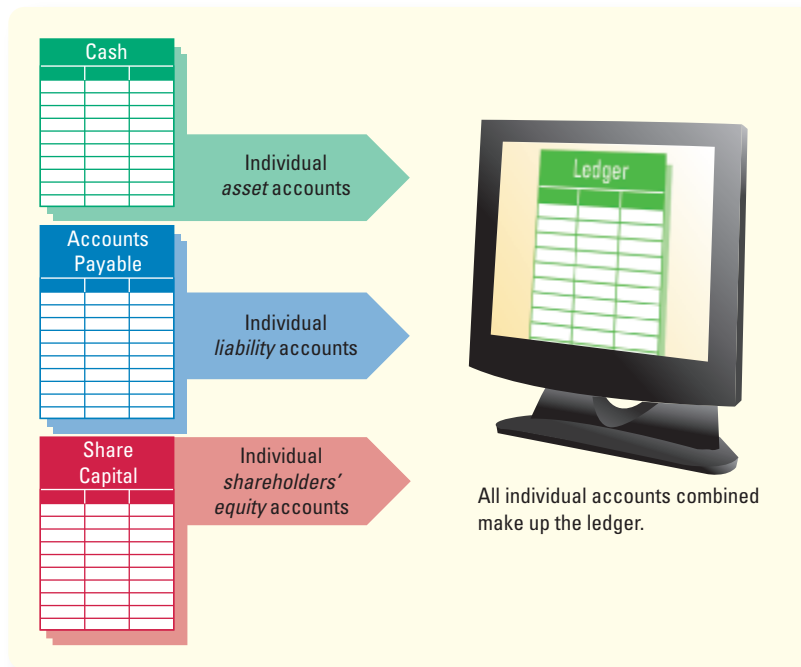 Cash
Individual
asset accounts
Accounts
Payable
Individual
liability accounts
Share
Capital
Individual
shareholders’
equity accounts
Ledger
All individual accounts combined
make up the ledger.